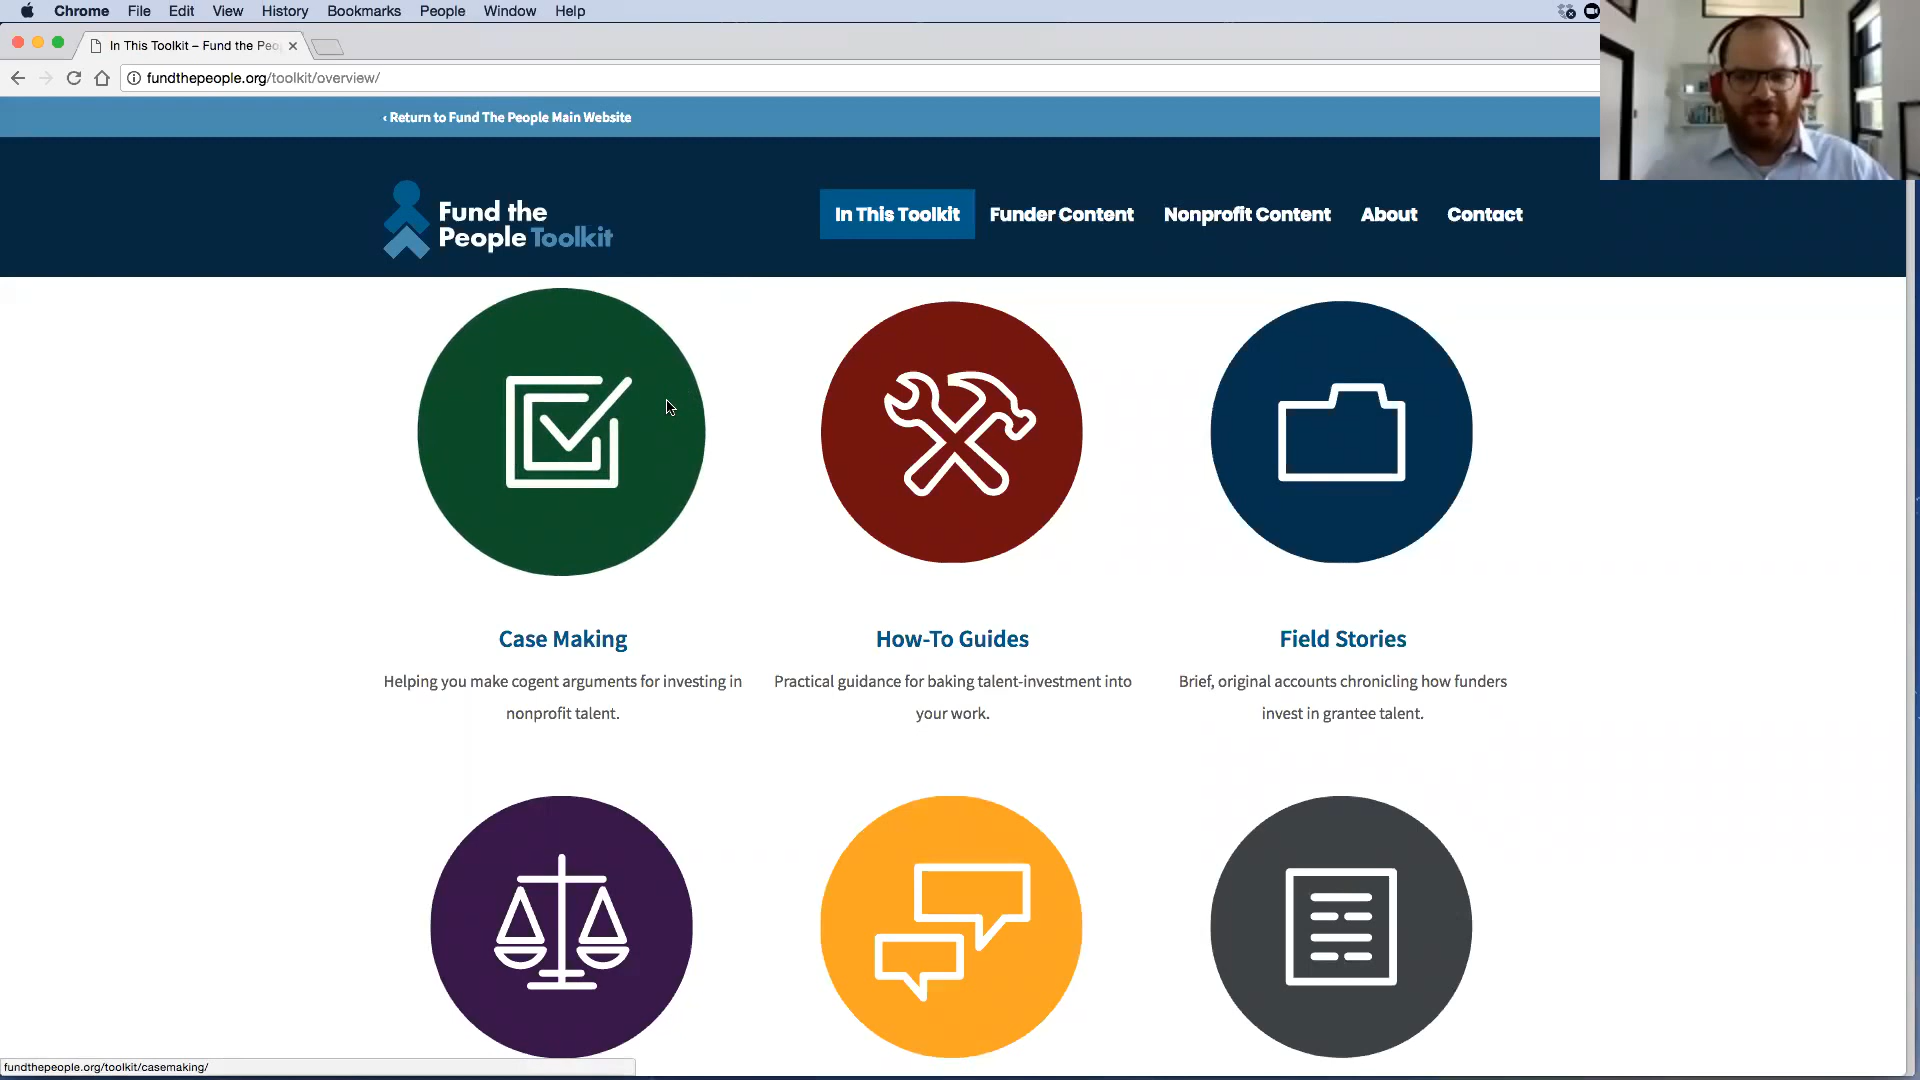 Chrome File Edit View History Bookmarks People Window Help
In This Toolkit – Fund the Peo
fundthepeople.org/toolkit/overview/
‹ Return to Fund The People Main Website
Fund the
People Toolkit
In This Toolkit Funder Content Nonprofit Content About Contact
Case Making How-To Guides Field Stories
Helping you make cogent arguments for investing in
nonprofit talent.
Practical guidance for baking talent-investment into
your work.
Brief, original accounts chronicling how funders
invest in grantee talent.
fundthepeople.org/toolkit/casemaking/